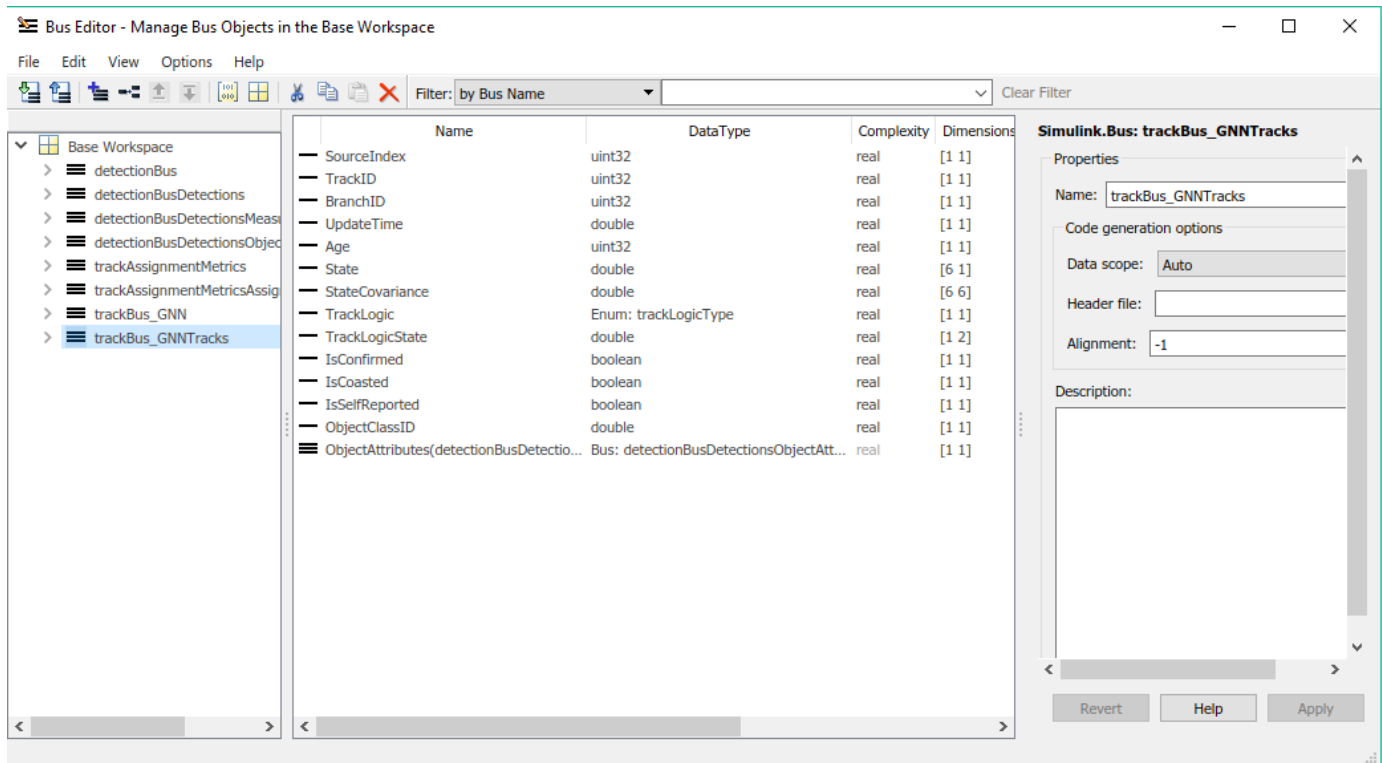 Bus Editor - Manage Bus Objects in the Base Workspace
File Edit View Options Help
Filter: by Bus Name Clear Filter
Base Workspace
detectionBus
detectionBusDetections
detectionBusDetectionsMeasu
detectionBusDetectionsObjec
trackAssignmentMetrics
trackAssignmentMetricsAssig
trackBus_GNN
trackBus_GNNTracks
Name DataType Complexity Dimensions
SourceIndex uint32 real [1 1]
TrackID uint32 real [1 1]
BranchID uint32 real [1 1]
UpdateTime double real [1 1]
Age uint32 real [1 1]
State double real [6 1]
StateCovariance double real [6 6]
TrackLogic Enum: trackLogicType real [1 1]
TrackLogicState double real [1 2]
IsConfirmed boolean real [1 1]
IsCoasted boolean real [1 1]
IsSelfReported boolean real [1 1]
ObjectClassID double real [1 1]
ObjectAttributes(detectionBusDetectio... Bus: detectionBusDetectionsObjectAtt... real [1 1]
Simulink.Bus: trackBus_GNNTracks
Properties
Name: trackBus_GNNTracks
Code generation options
Data scope: Auto
Header file:
Alignment: -1
Description:
Revert Help Apply